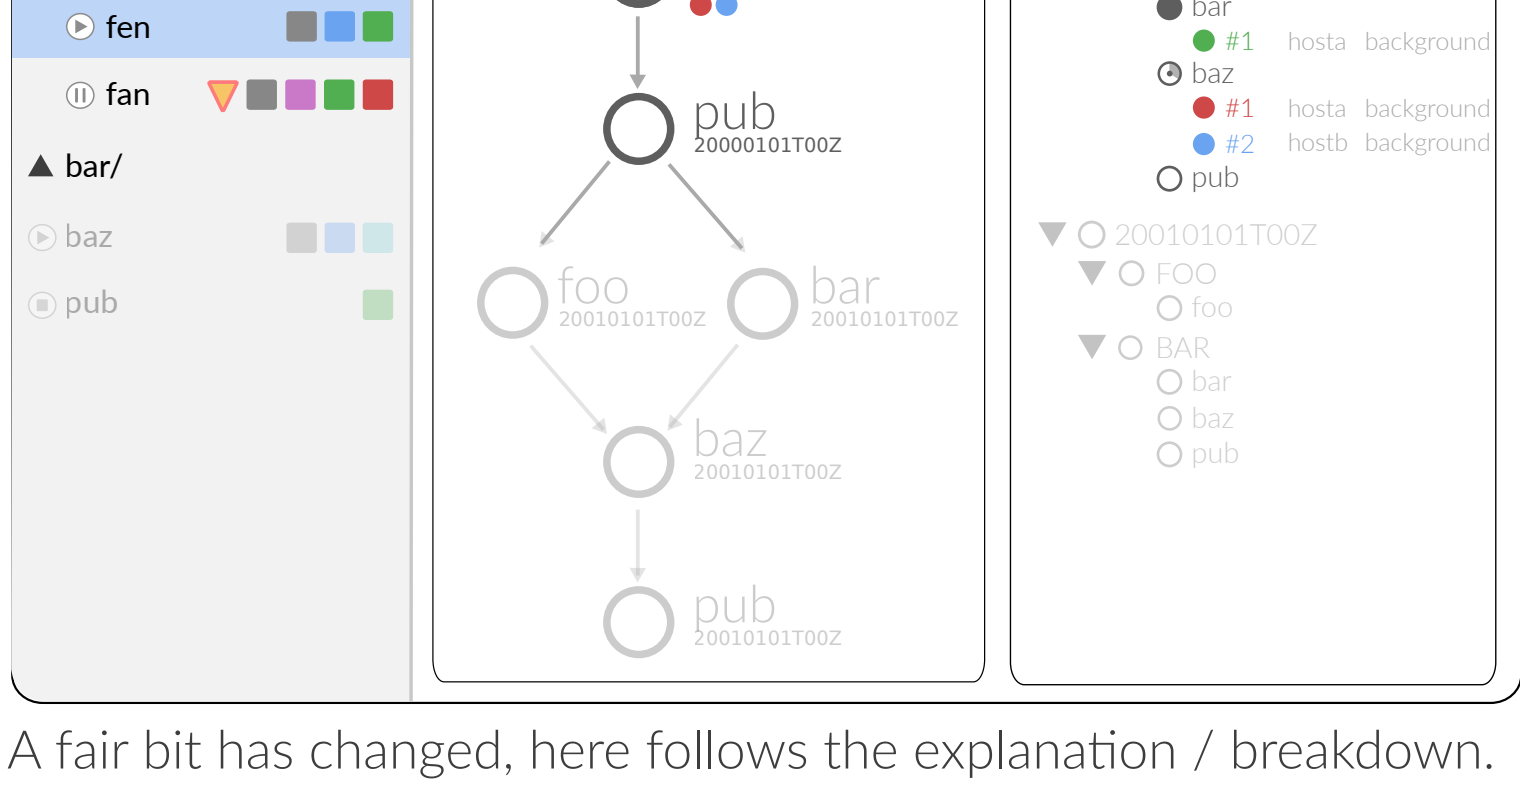 fen
fan
bar/
baz
pub
pub
20000101T00Z
foo
20010101T00Z
bar
20010101T00Z
baz
20010101T00Z
pub
20010101T00Z
bar
#1 hosta background
baz
#1 hosta background
#2 hostb background
pub
20010101T00Z
FOO
foo
BAR
bar
baz
pub
A fair bit has changed, here follows the explanation / breakdown.